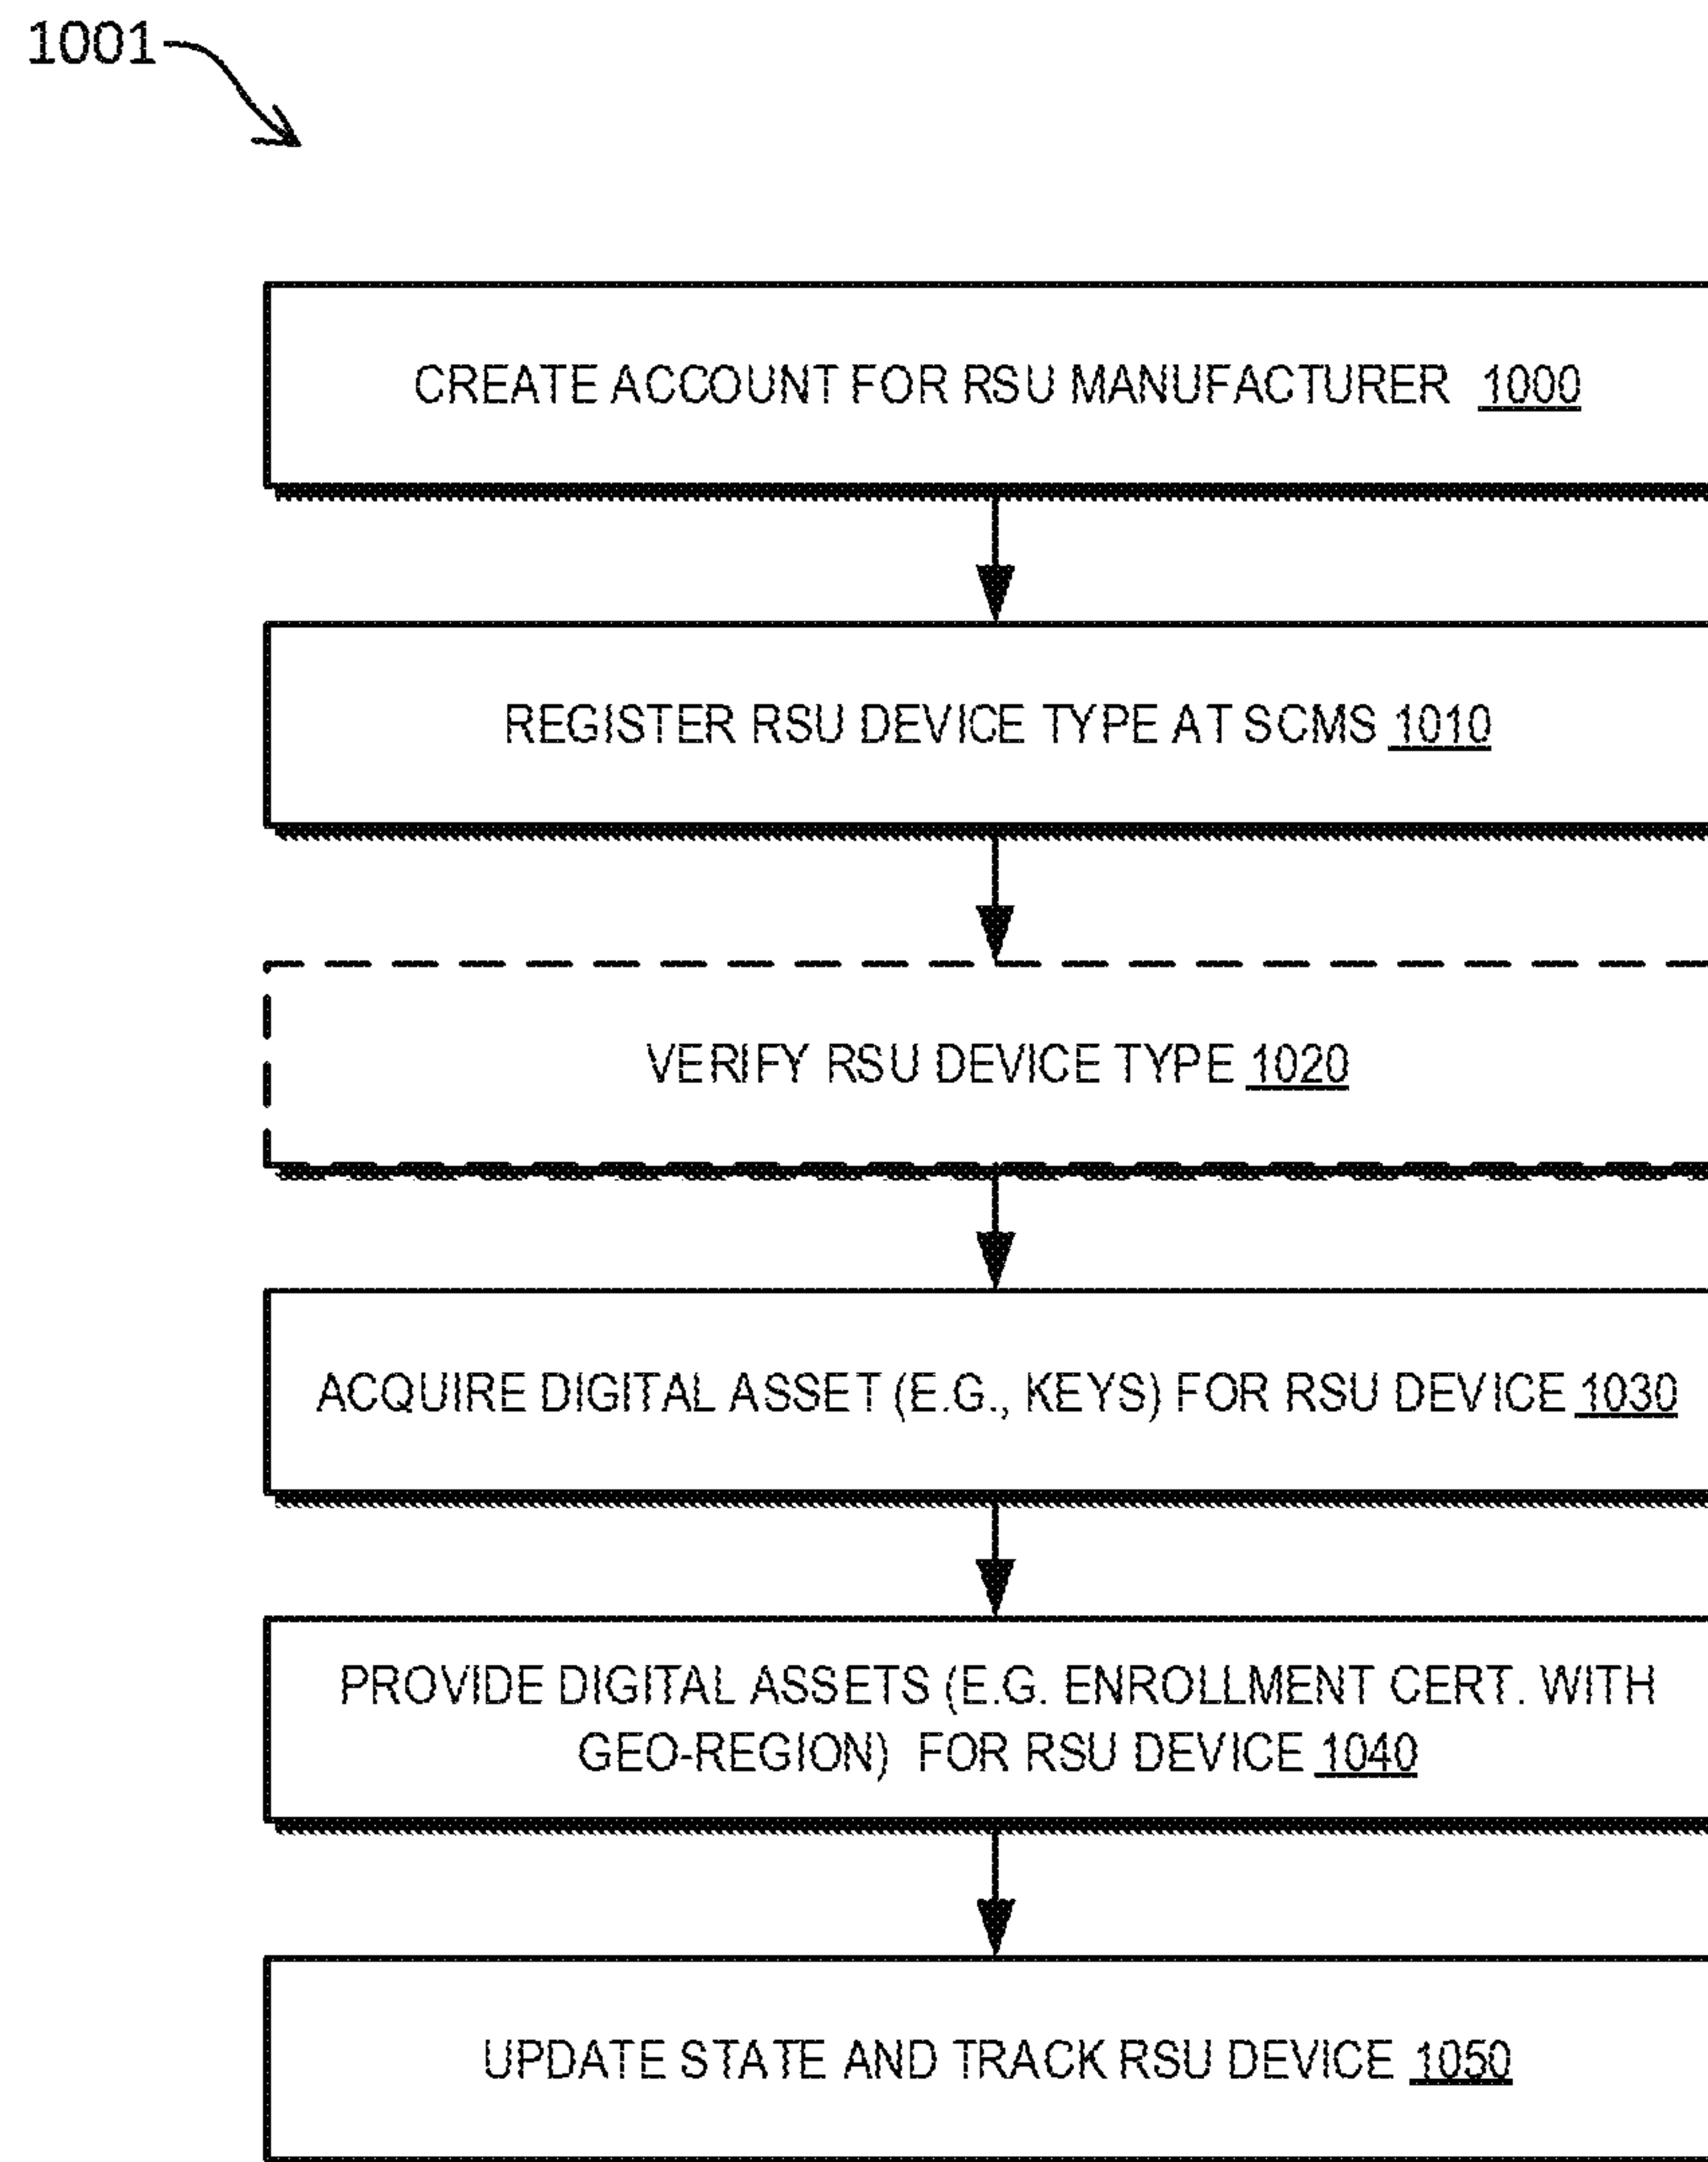 1001
CREATE ACCOUNT FOR RSU MANUFACTURER 1000
REGISTER RSU DEVICE TYPE AT SCMS 1010
VERIFY RSU DEVICE TYPE 1020
ACQUIRE DIGITAL ASSET (E.G., KEYS) FOR RSU DEVICE 1030
PROVIDE DIGITAL ASSETS (E.G. ENROLLMENT CERT. WITH
GEO-REGION) FOR RSU DEVICE 1040
UPDATE STATE AND TRACK RSU DEVICE 1050